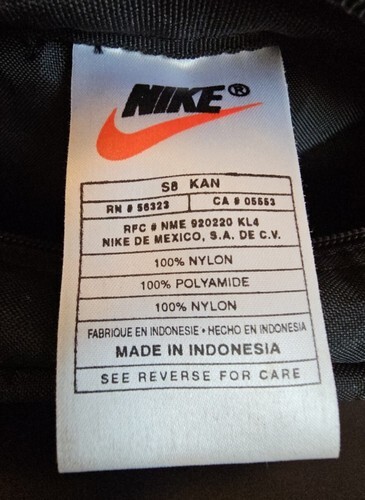 NIKE®
S8 KAN
RN # 56323 CA # 05553
RFC # NME 920220 KL4
NIKE DE MEXICO, S.A. DE C.V.
100% NYLON
100% POLYAMIDE
100% NYLON
FABRIQUE EN INDONESIE • HECHO EN INDONESIA
MADE IN INDONESIA
SEE REVERSE FOR CARE